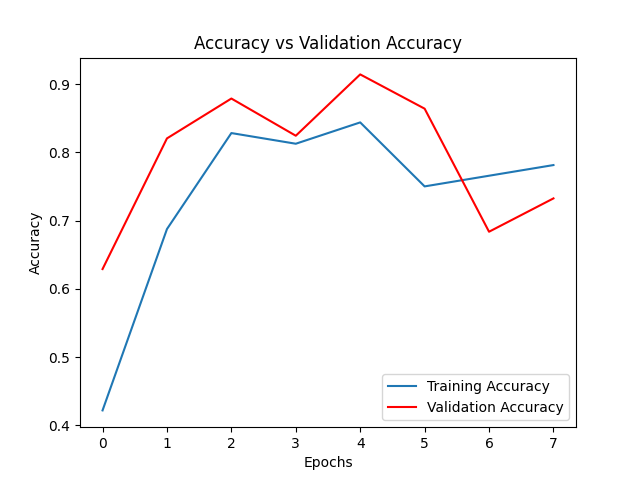 Accuracy vs Validation Accuracy
0.9
0.8
0.7
0.6
0.5
0.4
Accuracy
Training Accuracy
Validation Accuracy
0 1 2 3 4 5 6 7
Epochs